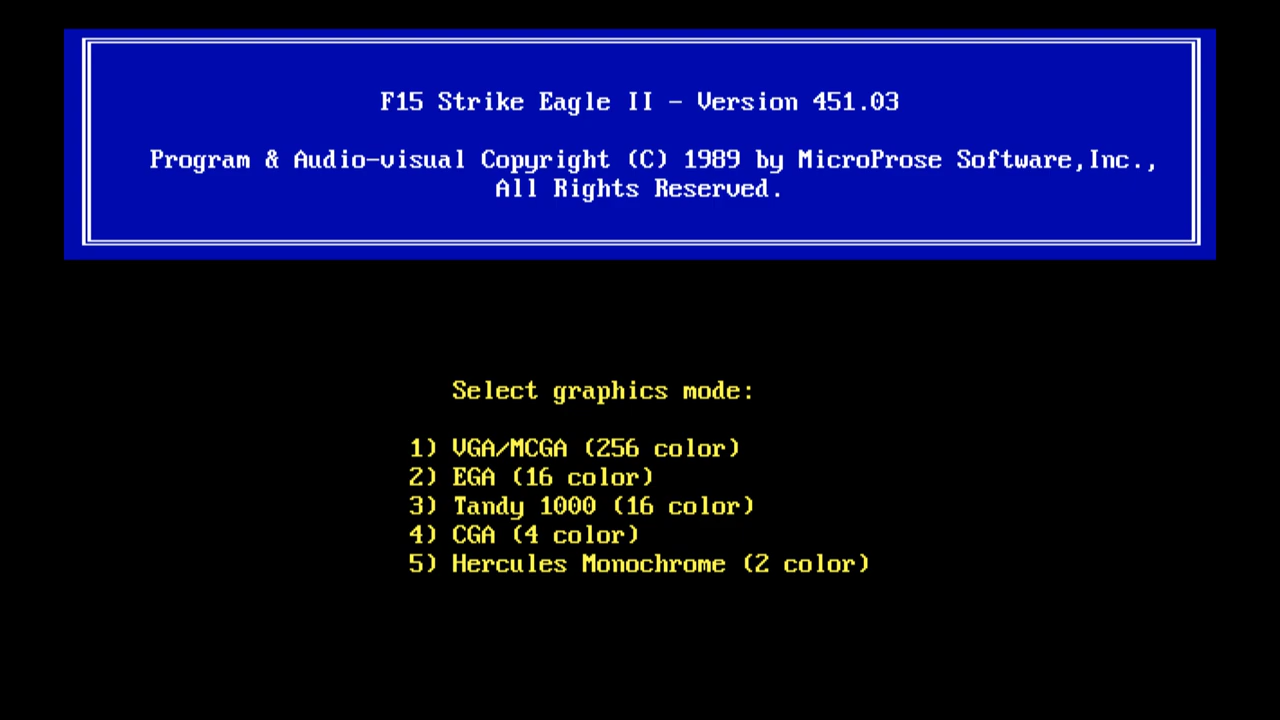 F15 Strike Eagle II - Version 451.03
Program & Audio-visual Copyright (C) 1989 by MicroProse Software,Inc.,
All Rights Reserved.
Select graphics mode:
1) VGA/MCGA (256 color)
2) EGA (16 color)
3) Tandy 1000 (16 color)
4) CGA (4 color)
5) Hercules Monochrome (2 color)